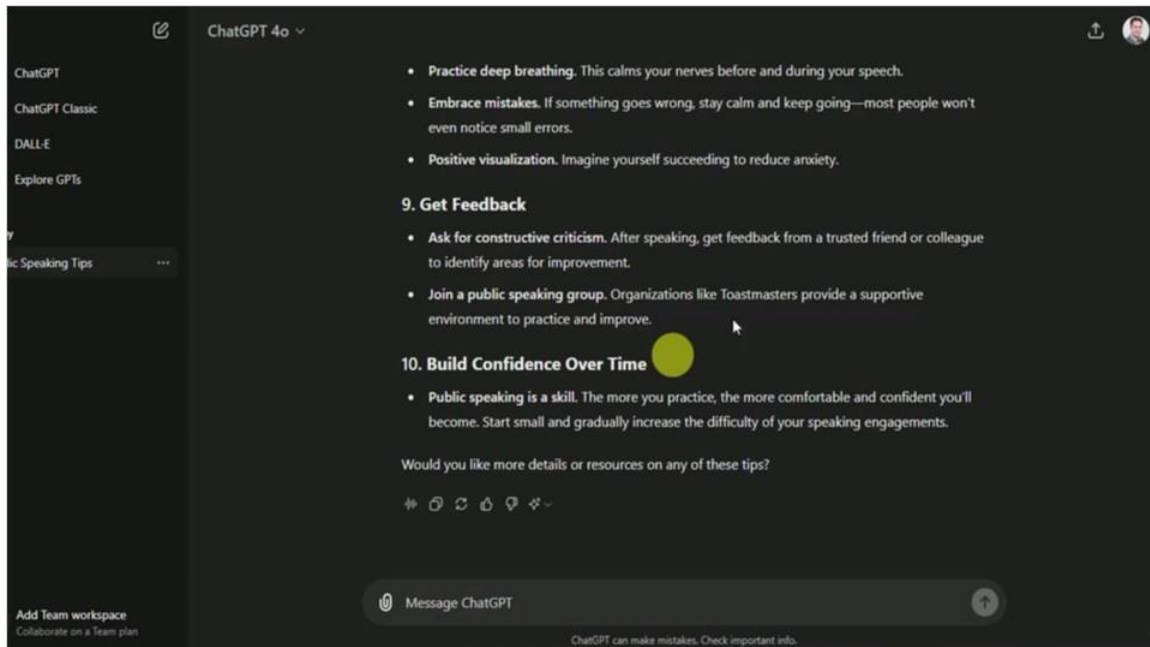 ChatGPT 4o
ChatGPT
ChatGPT Classic
DALL·E
Explore GPTs
y
lic Speaking Tips
• Practice deep breathing. This calms your nerves before and during your speech.
• Embrace mistakes. If something goes wrong, stay calm and keep going—most people won't
even notice small errors.
• Positive visualization. Imagine yourself succeeding to reduce anxiety.
9. Get Feedback
• Ask for constructive criticism. After speaking, get feedback from a trusted friend or colleague
to identify areas for improvement.
• Join a public speaking group. Organizations like Toastmasters provide a supportive
environment to practice and improve.
10. Build Confidence Over Time
• Public speaking is a skill. The more you practice, the more comfortable and confident you'll
become. Start small and gradually increase the difficulty of your speaking engagements.
Would you like more details or resources on any of these tips?
Add Team workspace
Collaborate on a Team plan
Message ChatGPT
ChatGPT can make mistakes. Check important info.